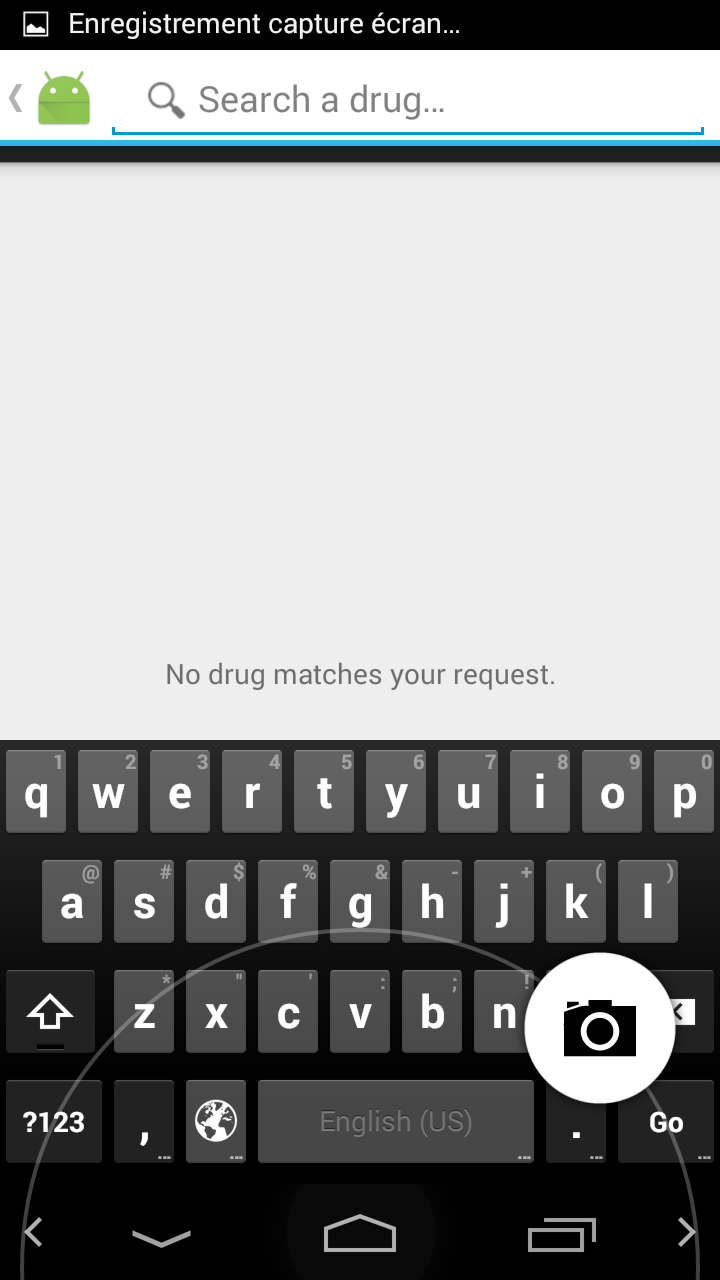 Enregistrement capture écran…
Search a drug…
No drug matches your request.
1 2 3 4 5 6 7 8 9 0
q w e r t y u i o p
@ # $ % & - + ( )
a s d f g h j k l
* " ' : ; !
z x c v b n
?123 , English (US) . Go